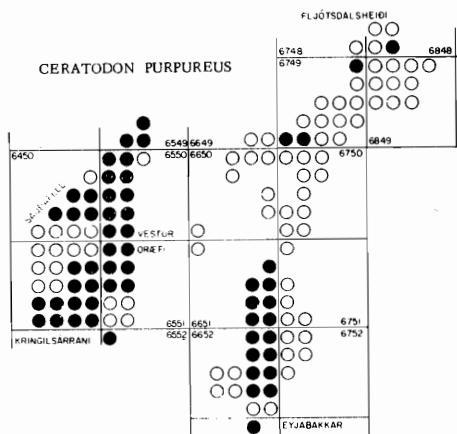 FLJÓTSDALSHEIÐI
6748 6848
6749
CERATODON PURPUREUS
6549 6649
6450 6550 6650 6750 6849
VESTUR
ÖRÆFI
6551 6651 6751
6552 6652 6752
KRINGILSÁRRANI
EYJABAKKAR